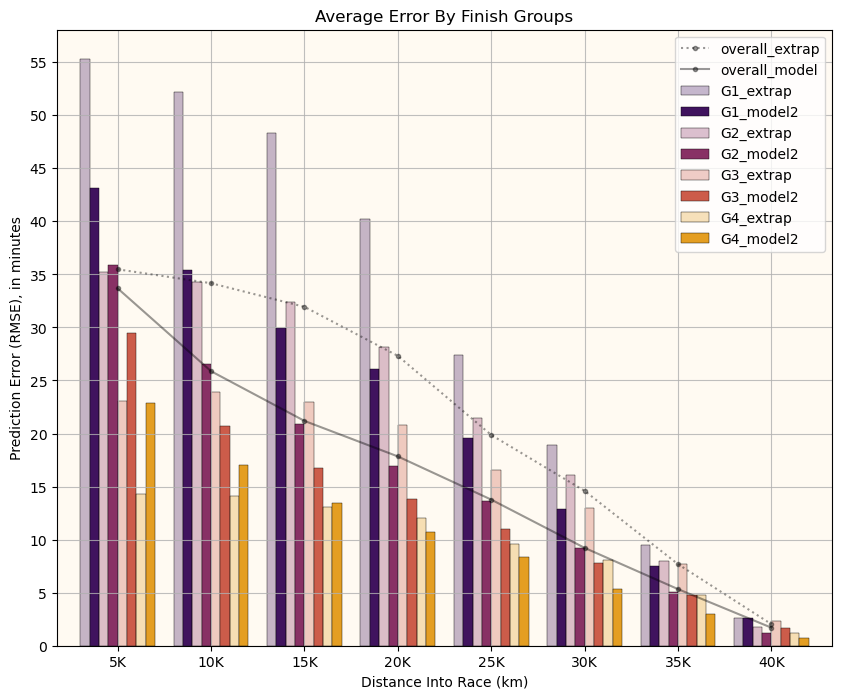 Average Error By Finish Groups
Prediction Error (RMSE), in minutes
55
50
45
40
35
30
25
20
15
10
5
0
overall_extrap
overall_model
G1_extrap
G1_model2
G2_extrap
G2_model2
G3_extrap
G3_model2
G4_extrap
G4_model2
5K 10K 15K 20K 25K 30K 35K 40K
Distance Into Race (km)